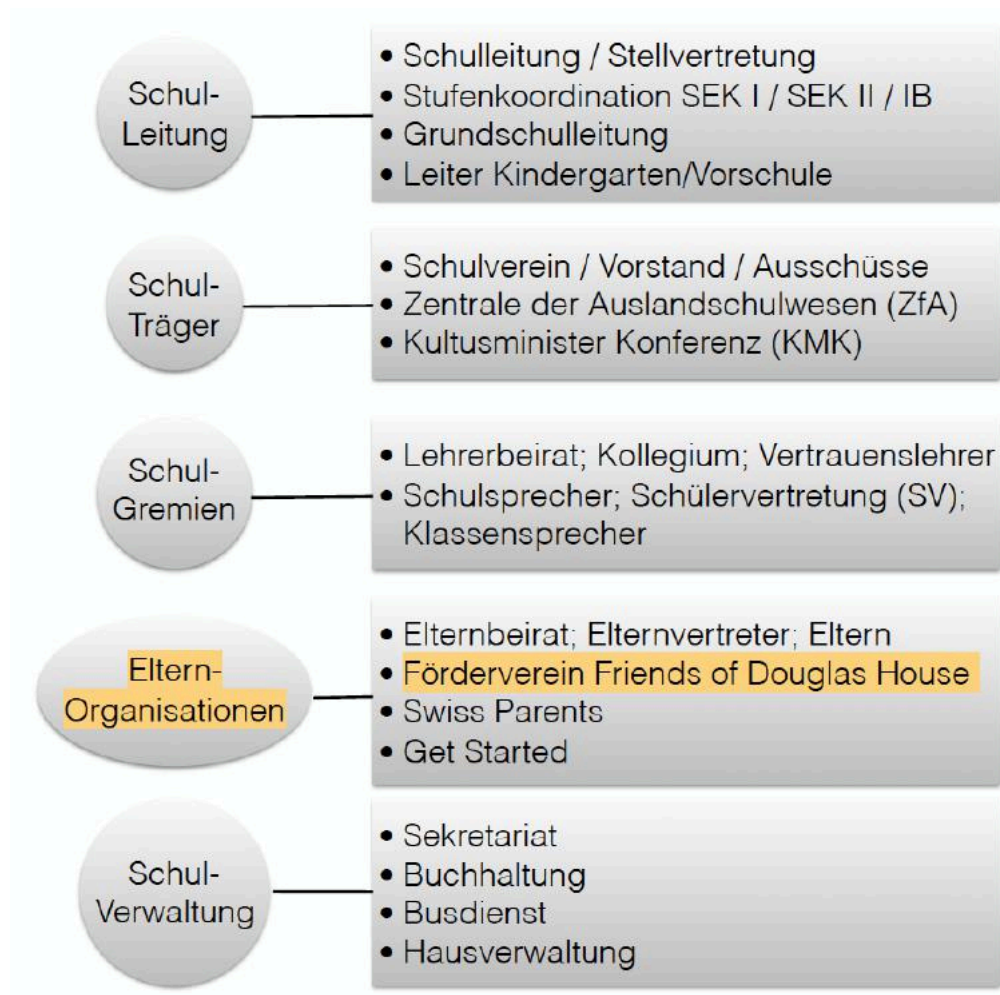 Schul-
Leitung
• Schulleitung / Stellvertretung
• Stufenkoordination SEK I / SEK II / IB
• Grundschulleitung
• Leiter Kindergarten/Vorschule
Schul-
Träger
• Schulverein / Vorstand / Ausschüsse
• Zentrale der Auslandschulwesen (ZfA)
• Kultusminister Konferenz (KMK)
Schul-
Gremien
• Lehrerbeirat; Kollegium; Vertrauenslehrer
• Schulsprecher; Schülervertretung (SV);
Klassensprecher
Eltern-
Organisationen
• Elternbeirat; Elternvertreter; Eltern
• Förderverein Friends of Douglas House
• Swiss Parents
• Get Started
Schul-
Verwaltung
• Sekretariat
• Buchhaltung
• Busdienst
• Hausverwaltung